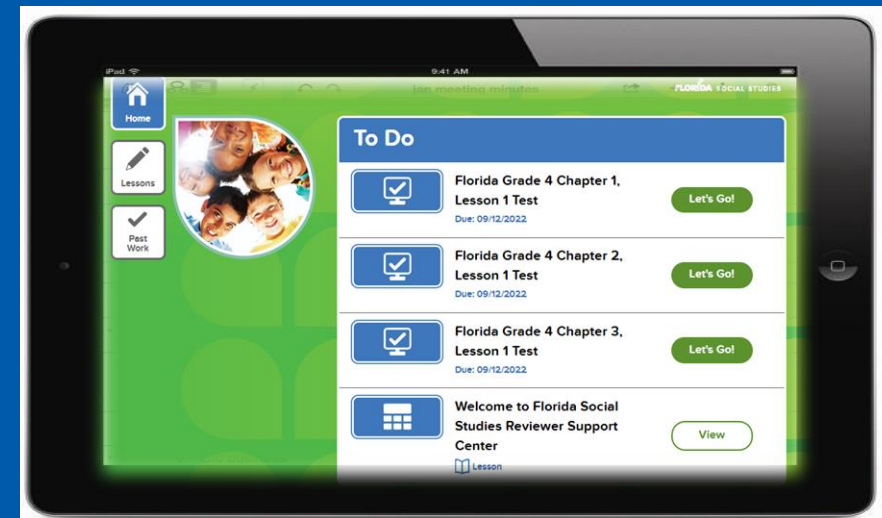 iPad
9:41 AM
jan meeting minutes
FLORIDA SOCIAL STUDIES
Home
Lessons
Past
Work
To Do
Florida Grade 4 Chapter 1,
Lesson 1 Test
Due: 09/12/2022
Let's Go!
Florida Grade 4 Chapter 2,
Lesson 1 Test
Due: 09/12/2022
Let's Go!
Florida Grade 4 Chapter 3,
Lesson 1 Test
Due: 09/12/2022
Let's Go!
Welcome to Florida Social
Studies Reviewer Support
Center
Lesson
View